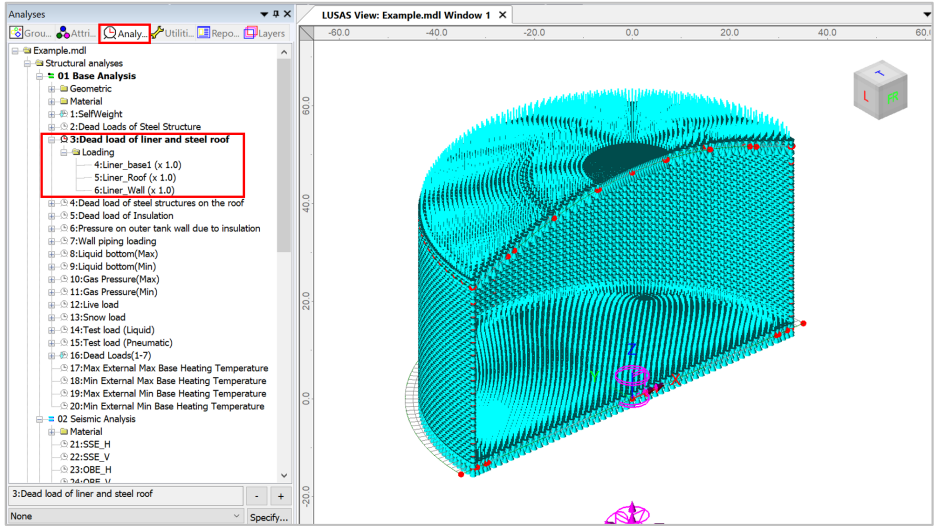 Analyses
Grou... Attri... Analy... Utiliti... Repo... Layers
Example.mdl
Structural analyses
01 Base Analysis
Geometric
Material
1:SelfWeight
2:Dead Loads of Steel Structure
3:Dead load of liner and steel roof
Loading
4:Liner_base1 (x 1.0)
5:Liner_Roof (x 1.0)
6:Liner_Wall (x 1.0)
4:Dead load of steel structures on the roof
5:Dead load of Insulation
6:Pressure on outer tank wall due to insulation
7:Wall piping loading
8:Liquid bottom(Max)
9:Liquid bottom(Min)
10:Gas Pressure(Max)
11:Gas Pressure(Min)
12:Live load
13:Snow load
14:Test load (Liquid)
15:Test load (Pneumatic)
16:Dead Loads(1-7)
17:Max External Max Base Heating Temperature
18:Min External Max Base Heating Temperature
19:Max External Min Base Heating Temperature
20:Min External Min Base Heating Temperature
02 Seismic Analysis
Material
21:SSE_H
22:SSE_V
23:OBE_H
24:OBE_V
3:Dead load of liner and steel roof - +
None Specify...
LUSAS View: Example.mdl Window 1 X
-60.0 -40.0 -20.0 0.0 20.0 40.0 60.0
60.0
40.0
20.0
0.0
-20.0
L
Z
Y
X